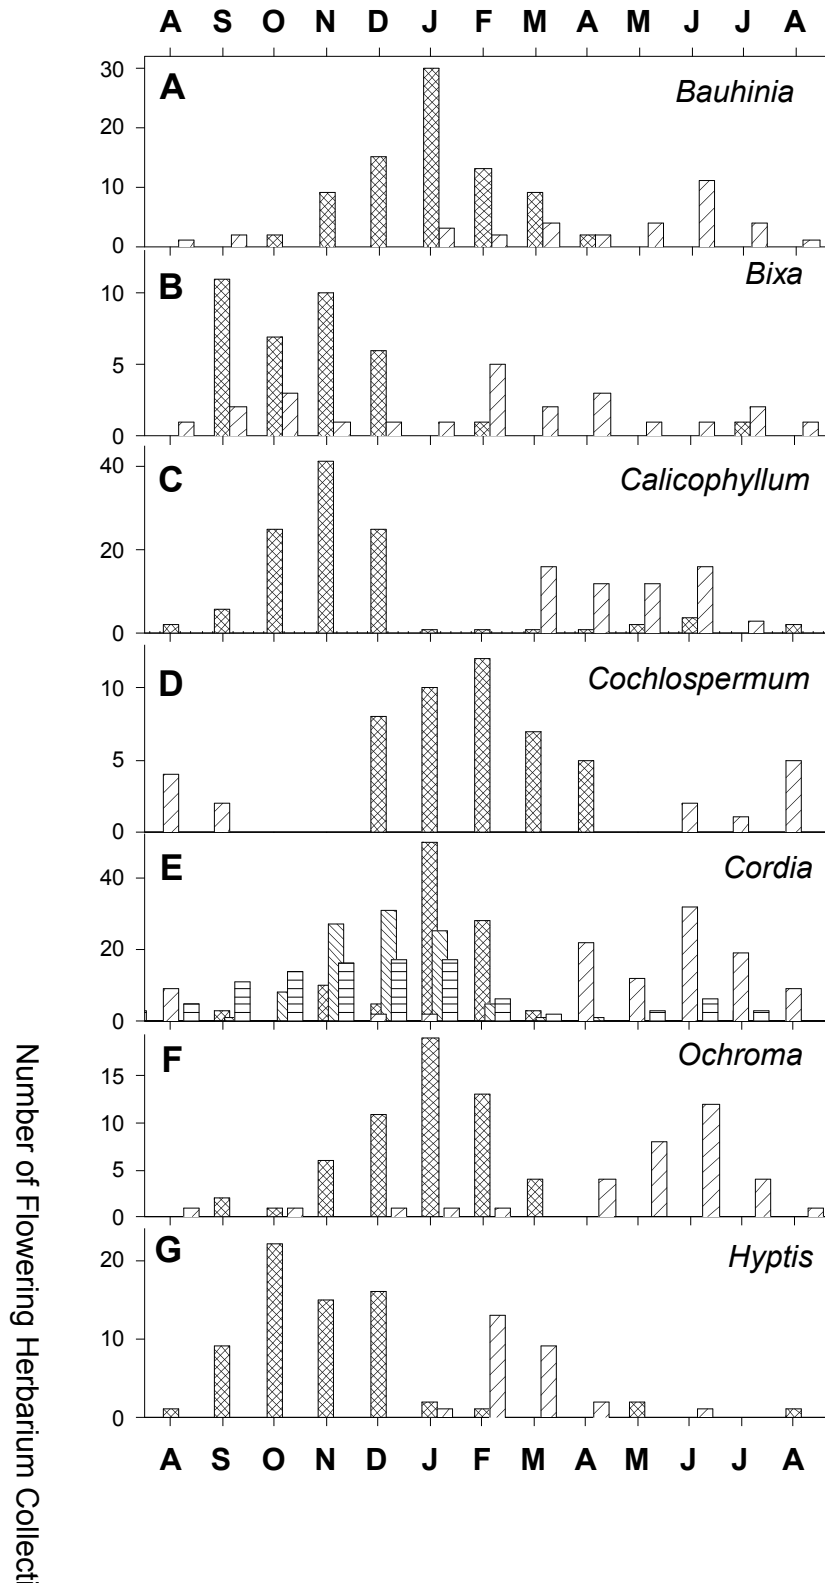 A S O N D J F M A M J J A
A
Bauhinia
30
20
10
0
B
Bixa
10
5
0
C
Calicophyllum
40
20
0
D
Cochlospermum
10
5
0
E
Cordia
40
20
0
F
Ochroma
15
10
5
0
G
Hyptis
20
10
0
A S O N D J F M A M J J A
Number of Flowering Herbarium Collecti